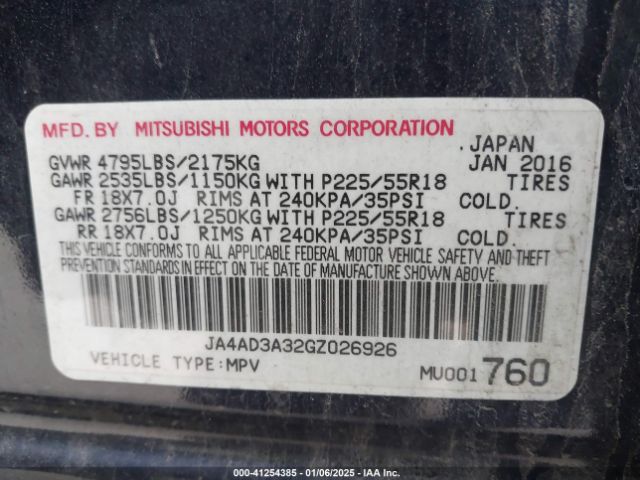 MFD. BY MITSUBISHI MOTORS CORPORATION
. JAPAN
GVWR 4795LBS/2175KG JAN 2016
GAWR 2535LBS/1150KG WITH P225/55R18 TIRES
FR 18X7.0J RIMS AT 240KPA/35PSI COLD.
GAWR 2756LBS/1250KG WITH P225/55R18 TIRES
RR 18X7.0J RIMS AT 240KPA/35PSI COLD.
THIS VEHICLE CONFORMS TO ALL APPLICABLE FEDERAL MOTOR VEHICLE SAFETY AND THEFT
PREVENTION STANDARDS IN EFFECT ON THE DATE OF MANUFACTURE SHOWN ABOVE.
JA4AD3A32GZ026926
VEHICLE TYPE:MPV MU001760
000-41254385 - 01/06/2025 - IAA Inc.